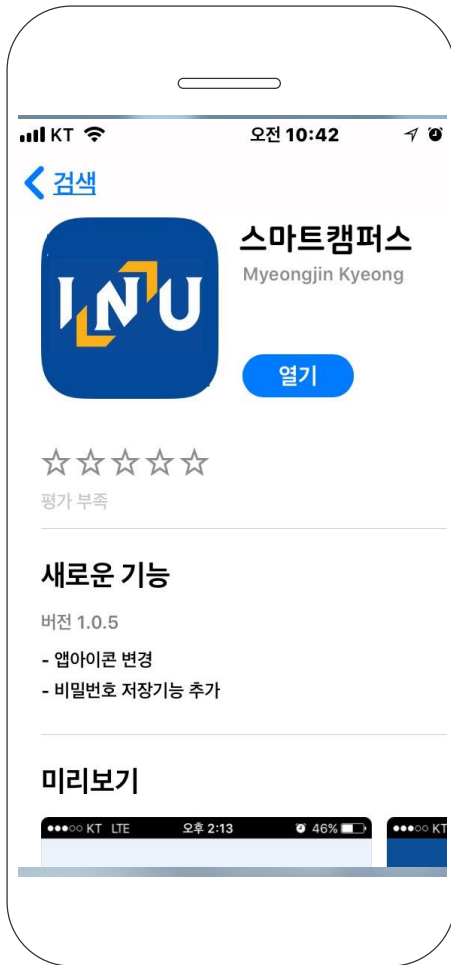 KT 오전 10:42
검색
INU
스마트캠퍼스
Myeongjin Kyeong
열기
평가 부족
새로운 기능
버전 1.0.5
- 앱아이콘 변경
- 비밀번호 저장기능 추가
미리보기
KT LTE 오후 2:13 46% KT